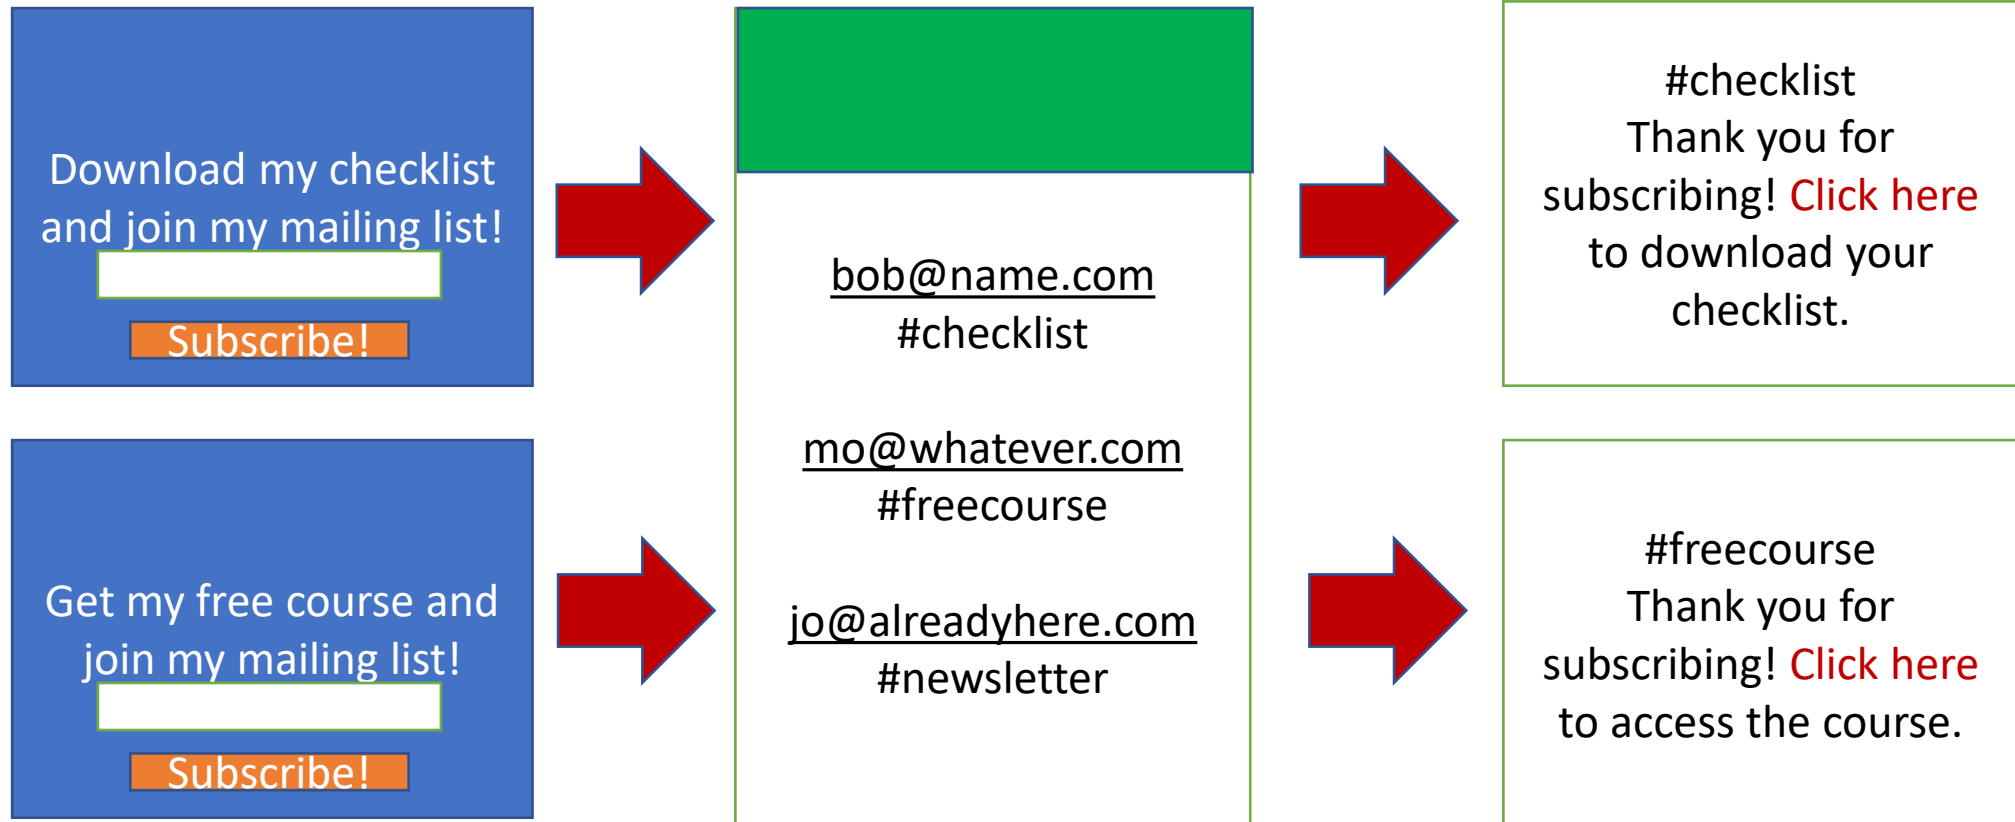 Download my checklist
and join my mailing list!
Subscribe!
Get my free course and
join my mailing list!
Subscribe!
bob@name.com
#checklist
mo@whatever.com
#freecourse
jo@alreadyhere.com
#newsletter
#checklist
Thank you for
subscribing! Click here
to download your
checklist.
#freecourse
Thank you for
subscribing! Click here
to access the course.